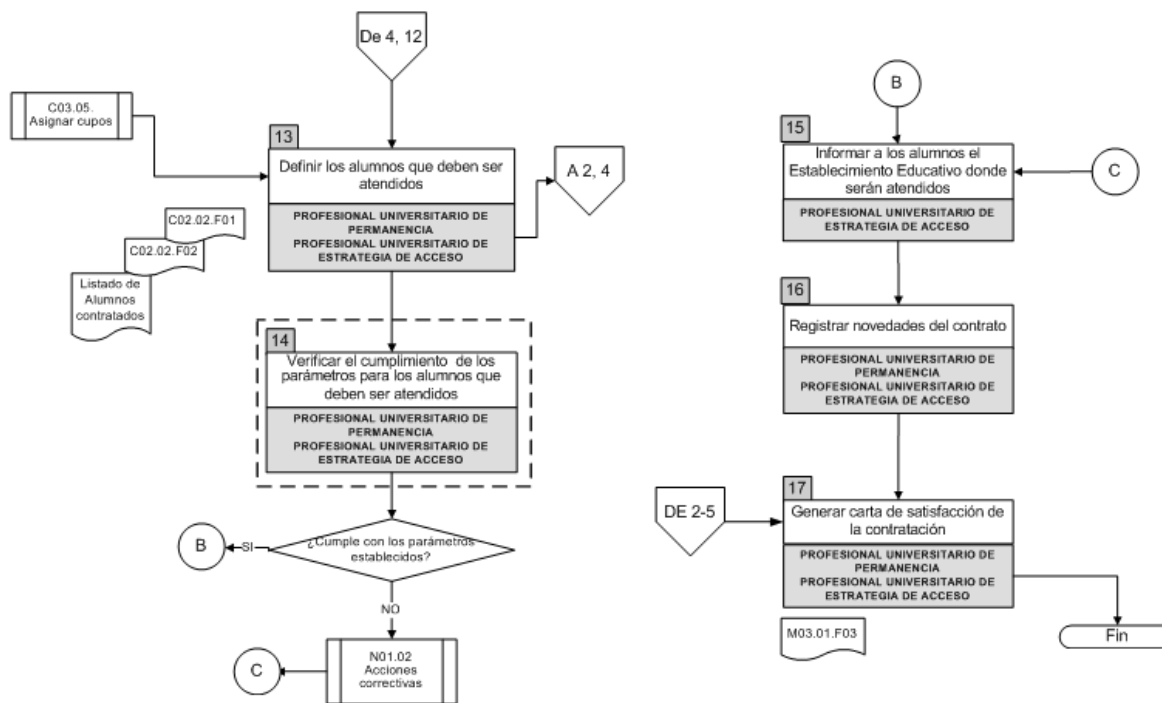 De 4, 12
C03.05.
Asignar cupos
13
Definir los alumnos que deben ser
atendidos
PROFESIONAL UNIVERSITARIO DE
PERMANENCIA
PROFESIONAL UNIVERSITARIO DE
ESTRATEGIA DE ACCESO
A 2, 4
C02.02.F01
C02.02.F02
Listado de
Alumnos
contratados
14
Verificar el cumplimiento de los
parámetros para los alumnos que
deben ser atendidos
PROFESIONAL UNIVERSITARIO DE
PERMANENCIA
PROFESIONAL UNIVERSITARIO DE
ESTRATEGIA DE ACCESO
¿Cumple con los parámetros
establecidos?
SI
B
NO
N01.02
Acciones
correctivas
C
B
15
Informar a los alumnos el
Establecimiento Educativo donde
serán atendidos
PROFESIONAL UNIVERSITARIO DE
ESTRATEGIA DE ACCESO
C
16
Registrar novedades del contrato
PROFESIONAL UNIVERSITARIO DE
PERMANENCIA
PROFESIONAL UNIVERSITARIO DE
ESTRATEGIA DE ACCESO
DE 2-5
17
Generar carta de satisfacción de
la contratación
PROFESIONAL UNIVERSITARIO DE
PERMANENCIA
PROFESIONAL UNIVERSITARIO DE
ESTRATEGIA DE ACCESO
M03.01.F03
Fin